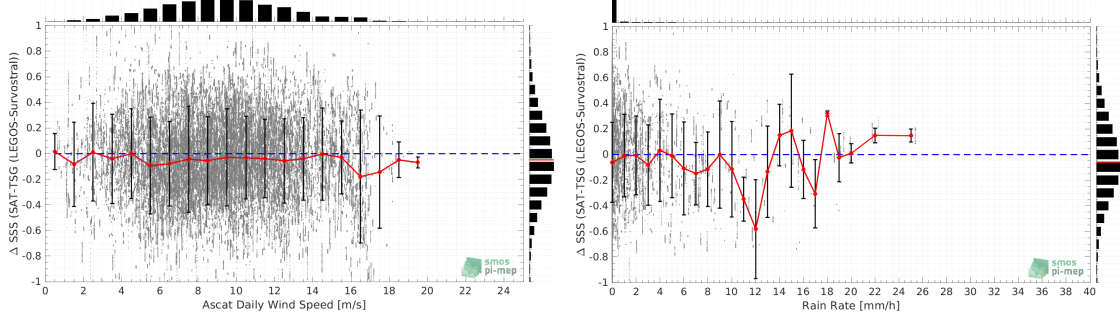 1
0.8
0.6
0.4
0.2
0
-0.2
-0.4
-0.6
-0.8
-1
0 2 4 6 8 10 12 14 16 18 20 22 24
Ascat Daily Wind Speed [m/s]
Δ SSS (SAT-TSG (LEGOS-Survostral))
smos
pi-mep
1
0.8
0.6
0.4
0.2
0
-0.2
-0.4
-0.6
-0.8
-1
0 2 4 6 8 10 12 14 16 18 20 22 24 26 28 30 32 34 36 38 40
Rain Rate [mm/h]
Δ SSS (SAT-TSG (LEGOS-Survostral))
smos
pi-mep